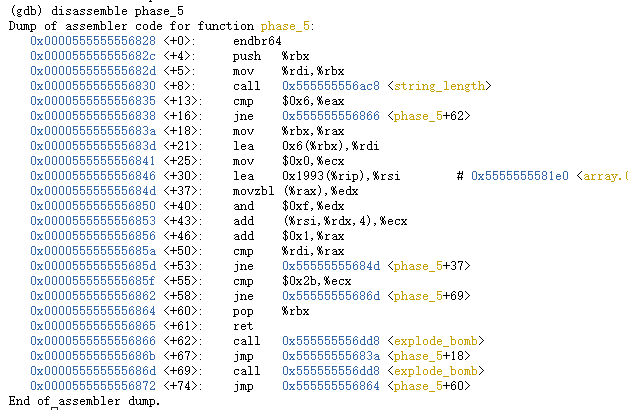 (gdb) disassemble phase_5
Dump of assembler code for function phase_5:
0x0000555555556828 <+0>: endbr64
0x000055555555682c <+4>: push %rbx
0x000055555555682d <+5>: mov %rdi,%rbx
0x0000555555556830 <+8>: call 0x555555556ac8 <string_length>
0x0000555555556835 <+13>: cmp $0x6,%eax
0x0000555555556838 <+16>: jne 0x555555556866 <phase_5+62>
0x000055555555683a <+18>: mov %rbx,%rax
0x000055555555683d <+21>: lea 0x6(%rbx),%rdi
0x0000555555556841 <+25>: mov $0x0,%ecx
0x0000555555556846 <+30>: lea 0x1993(%rip),%rsi # 0x5555555581e0 <array.(
0x000055555555684d <+37>: movzbl (%rax),%edx
0x0000555555556850 <+40>: and $0xf,%edx
0x0000555555556853 <+43>: add (%rsi,%rdx,4),%ecx
0x0000555555556856 <+46>: add $0x1,%rax
0x000055555555685a <+50>: cmp %rdi,%rax
0x000055555555685d <+53>: jne 0x55555555684d <phase_5+37>
0x000055555555685f <+55>: cmp $0x2b,%ecx
0x0000555555556862 <+58>: jne 0x55555555686d <phase_5+69>
0x0000555555556864 <+60>: pop %rbx
0x0000555555556865 <+61>: ret
0x0000555555556866 <+62>: call 0x555555556dd8 <explode_bomb>
0x000055555555686b <+67>: jmp 0x55555555683a <phase_5+18>
0x000055555555686d <+69>: call 0x555555556dd8 <explode_bomb>
0x0000555555556872 <+74>: jmp 0x555555556864 <phase_5+60>
End of assembler dump.